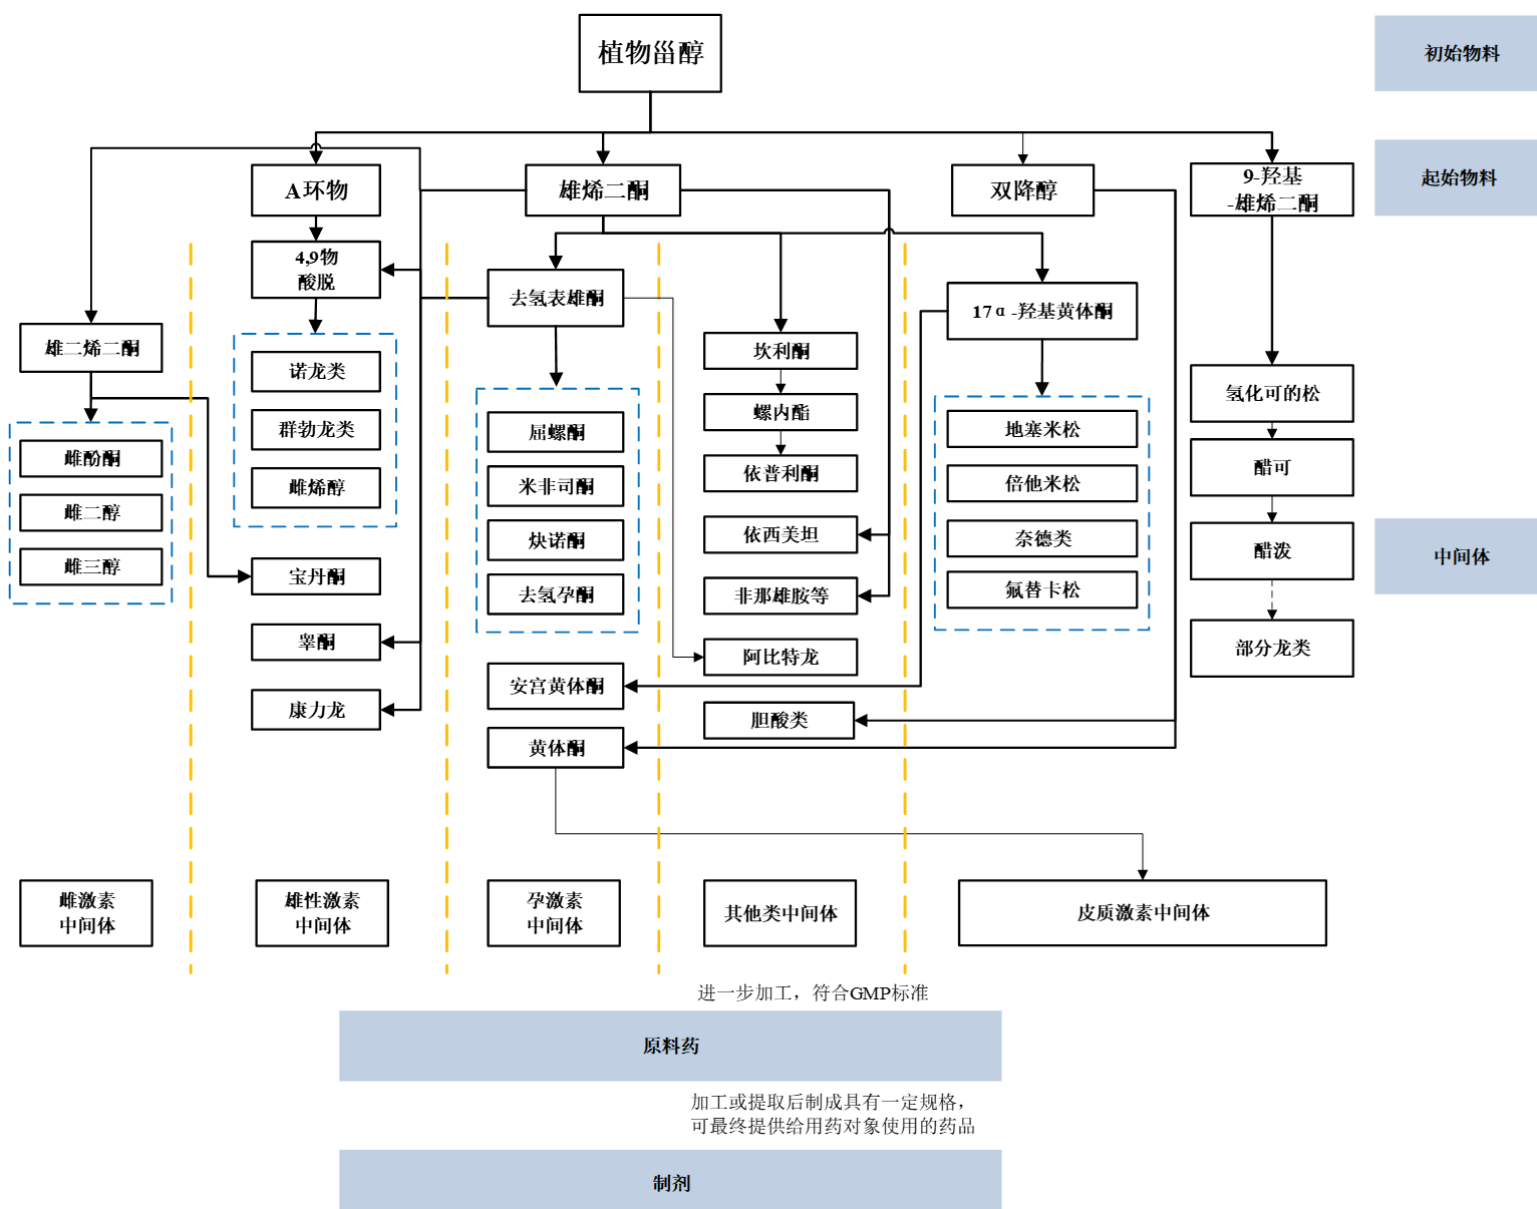 植物甾醇
初始物料
A环物
雄烯二酮
双降醇
9-羟基
-雄烯二酮
起始物料
4,9物
酸脱
去氢表雄酮
17α-羟基黄体酮
雄二烯二酮
坎利酮
诺龙类
氢化可的松
螺内酯
群勃龙类
屈螺酮
地塞米松
雌酚酮
依普利酮
醋可
雌烯醇
米非司酮
倍他米松
雌二醇
炔诺酮
依西美坦
奈德类
醋泼
中间体
雌三醇
宝丹酮
去氢孕酮
非那雄胺等
氟替卡松
睾酮
阿比特龙
部分龙类
安宫黄体酮
康力龙
胆酸类
黄体酮
雌激素
中间体
雄性激素
中间体
孕激素
中间体
其他类中间体
皮质激素中间体
进一步加工，符合GMP标准
原料药
加工或提取后制成具有一定规格，
可最终提供给用药对象使用的药品
制剂